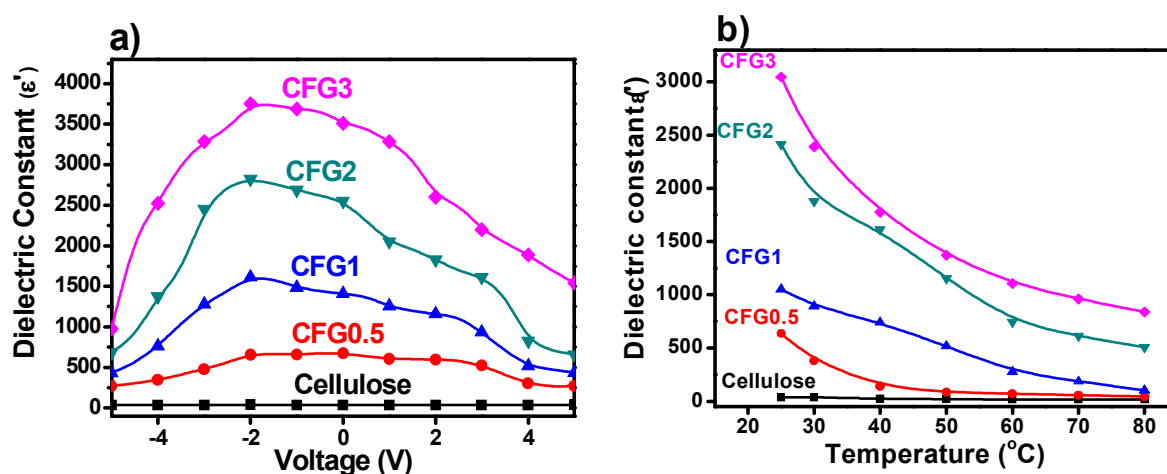 a)
Dielectric Constant (ε')
4000
3500
3000
2500
2000
1500
1000
500
0
CFG3
CFG2
CFG1
CFG0.5
Cellulose
-4 -2 0 2 4
Voltage (V)
b)
Dielectric constant(ε')
3000
2500
2000
1500
1000
500
0
CFG3
CFG2
CFG1
CFG0.5
Cellulose
20 30 40 50 60 70 80
Temperature (°C)